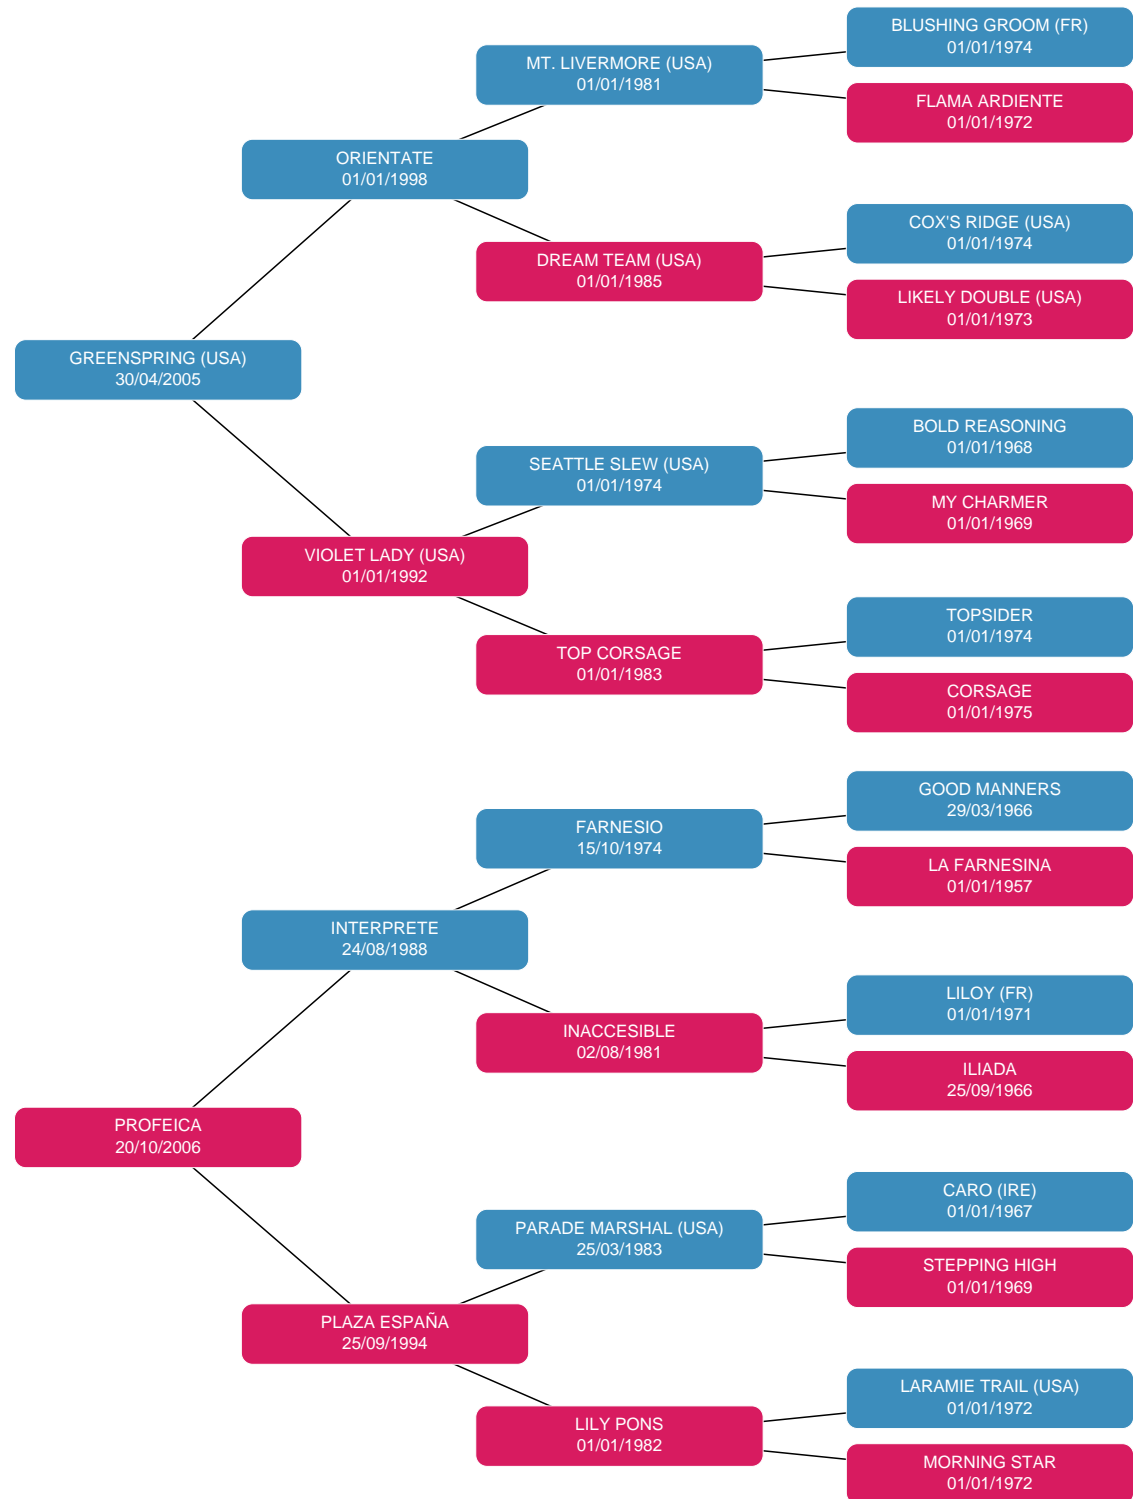 BLUSHING GROOM (FR)
01/01/1974
MT. LIVERMORE (USA)
01/01/1981
FLAMA ARDIENTE
01/01/1972
ORIENTATE
01/01/1998
COX'S RIDGE (USA)
01/01/1974
DREAM TEAM (USA)
01/01/1985
LIKELY DOUBLE (USA)
01/01/1973
GREENSPRING (USA)
30/04/2005
BOLD REASONING
01/01/1968
SEATTLE SLEW (USA)
01/01/1974
MY CHARMER
01/01/1969
VIOLET LADY (USA)
01/01/1992
TOPSIDER
01/01/1974
TOP CORSAGE
01/01/1983
CORSAGE
01/01/1975
GOOD MANNERS
29/03/1966
FARNESIO
15/10/1974
LA FARNESINA
01/01/1957
INTERPRETE
24/08/1988
LILOY (FR)
01/01/1971
INACCESIBLE
02/08/1981
ILIADA
25/09/1966
PROFEICA
20/10/2006
CARO (IRE)
01/01/1967
PARADE MARSHAL (USA)
25/03/1983
STEPPING HIGH
01/01/1969
PLAZA ESPAÑA
25/09/1994
LARAMIE TRAIL (USA)
01/01/1972
LILY PONS
01/01/1982
MORNING STAR
01/01/1972